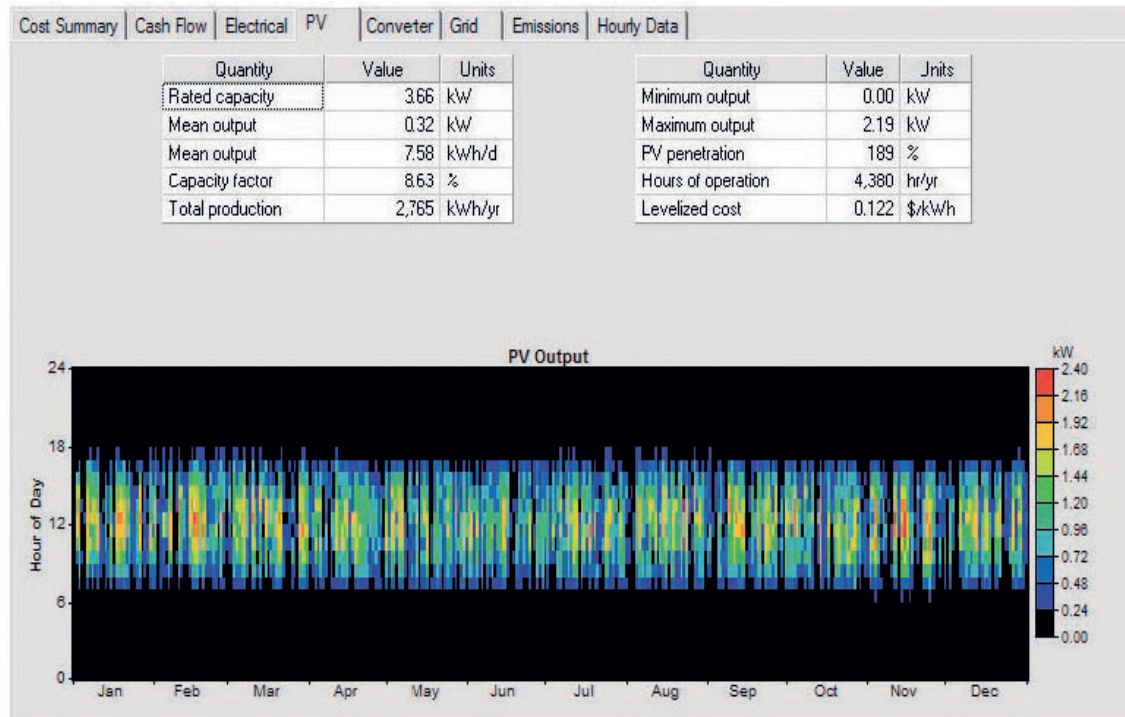 Cost Summary Cash Flow Electrical PV Converter Grid Emissions Hourly Data
Quantity Value Units
Rated capacity 3.66 kW
Mean output 0.32 kW
Mean output 7.58 kWh/d
Capacity factor 8.63 %
Total production 2,765 kWh/yr
Quantity Value Jnits
Minimum output 0.00 kW
Maximum output 2.19 kW
PV penetration 189 %
Hours of operation 4,380 hr/yr
Levelized cost 0.122 $/kWh
PV Output
kW
Hour of Day
24
18
12
6
0
Jan Feb Mar Apr May Jun Jul Aug Sep Oct Nov Dec
2.40
2.16
1.92
1.68
1.44
1.20
0.96
0.72
0.48
0.24
0.00